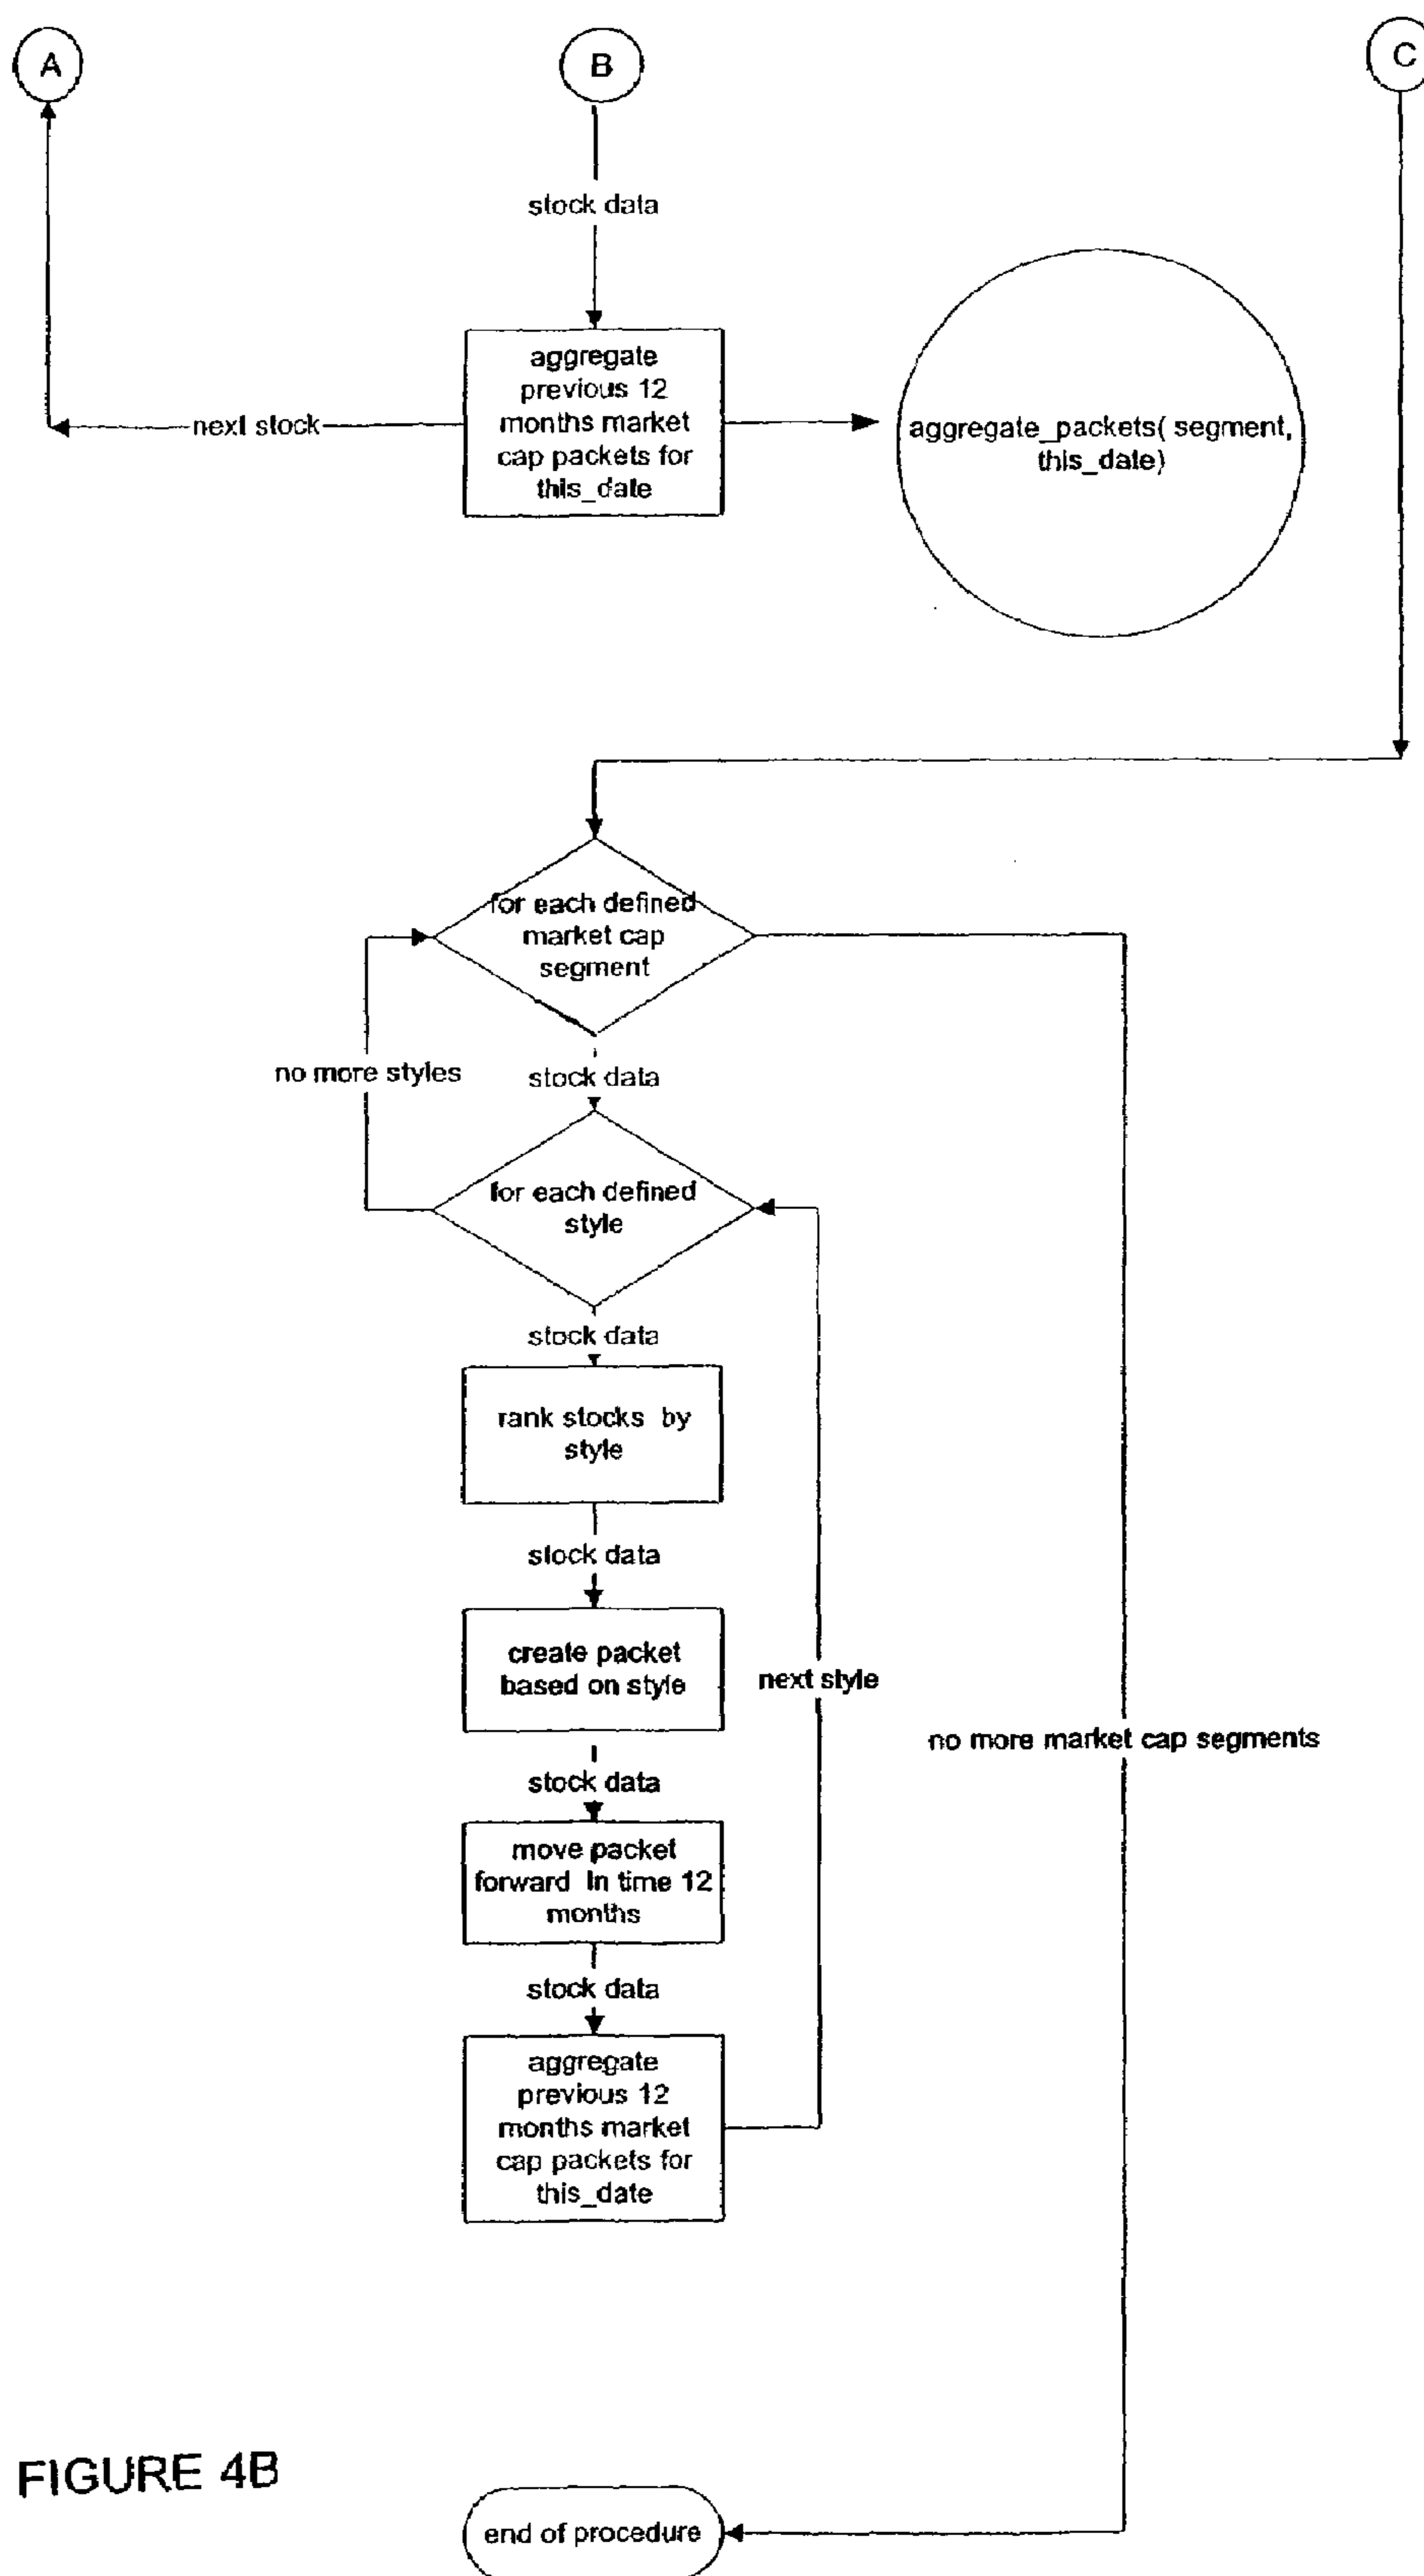 A
B
C
stock data
aggregate
previous 12
months market
cap packets for
this_date
next stock
aggregate_packets( segment,
this_date)
for each defined
market cap
segment
no more styles
stock data
for each defined
style
stock data
rank stocks by
style
stock data
create packet
based on style
next style
no more market cap segments
stock data
move packet
forward In time 12
months
stock data
aggregate
previous 12
months market
cap packets for
this_date
FIGURE 4B
end of procedure